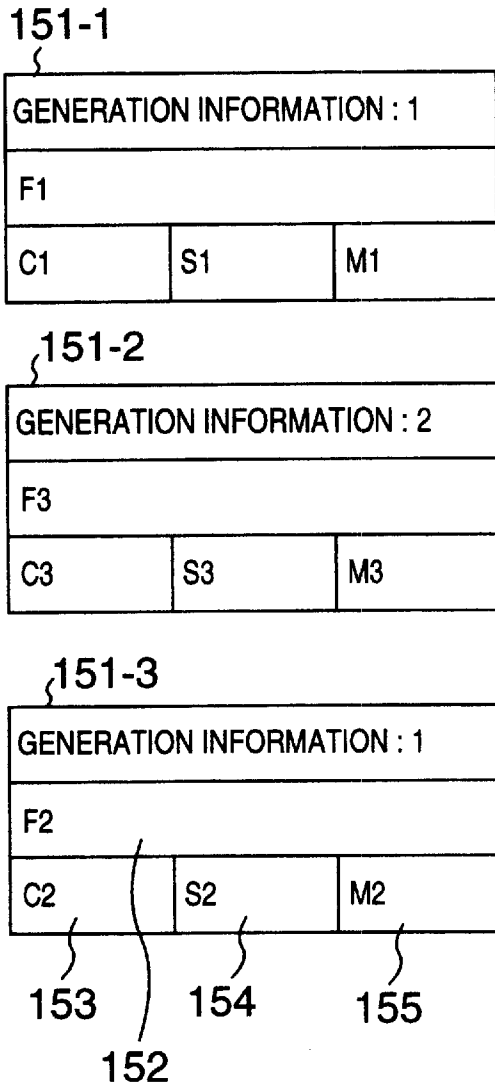 151-1
GENERATION INFORMATION : 1
F1
C1 S1 M1
151-2
GENERATION INFORMATION : 2
F3
C3 S3 M3
151-3
GENERATION INFORMATION : 1
F2
C2 S2 M2
153 154 155
152